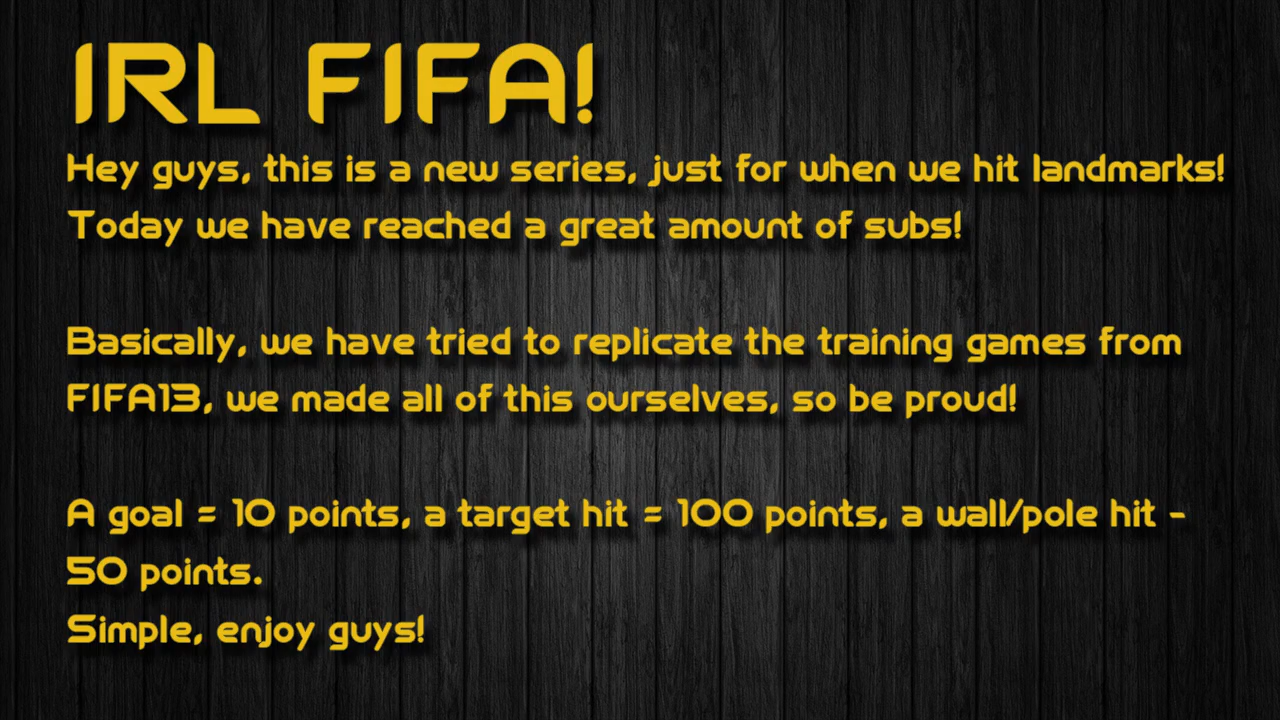 IRL FIFA!
Hey guys, this is a new series, just for when we hit landmarks!
Today we have reached a great amount of subs!
Basically, we have tried to replicate the training games from
FIFA13, we made all of this ourselves, so be proud!
A goal = 10 points, a target hit = 100 points, a wall/pole hit -
50 points.
Simple, enjoy guys!